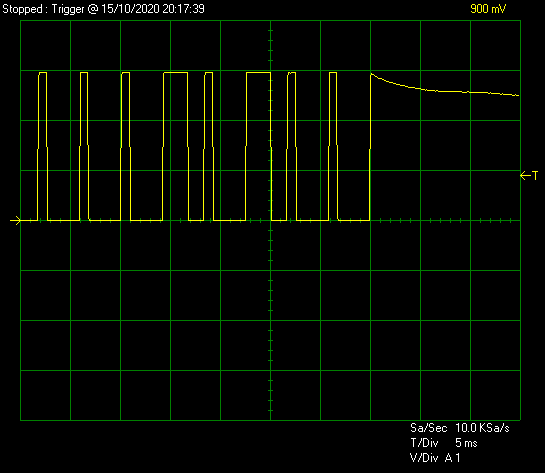 Stopped : Trigger @ 15/10/2020 20:17:39 900 mV
T
Sa/Sec 10.0 KSa/s
T/Div 5 ms
V/Div A 1